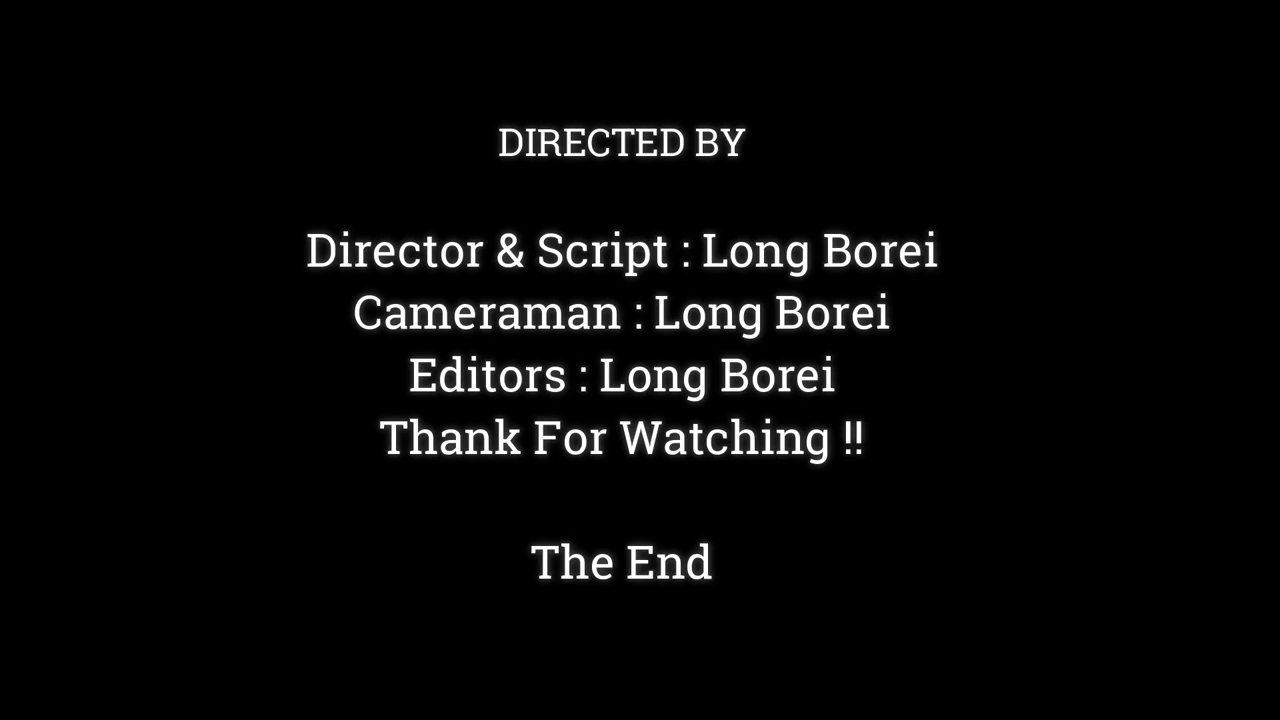 DIRECTED BY
Director & Script : Long Borei
Cameraman : Long Borei
Editors : Long Borei
Thank For Watching !!
The End